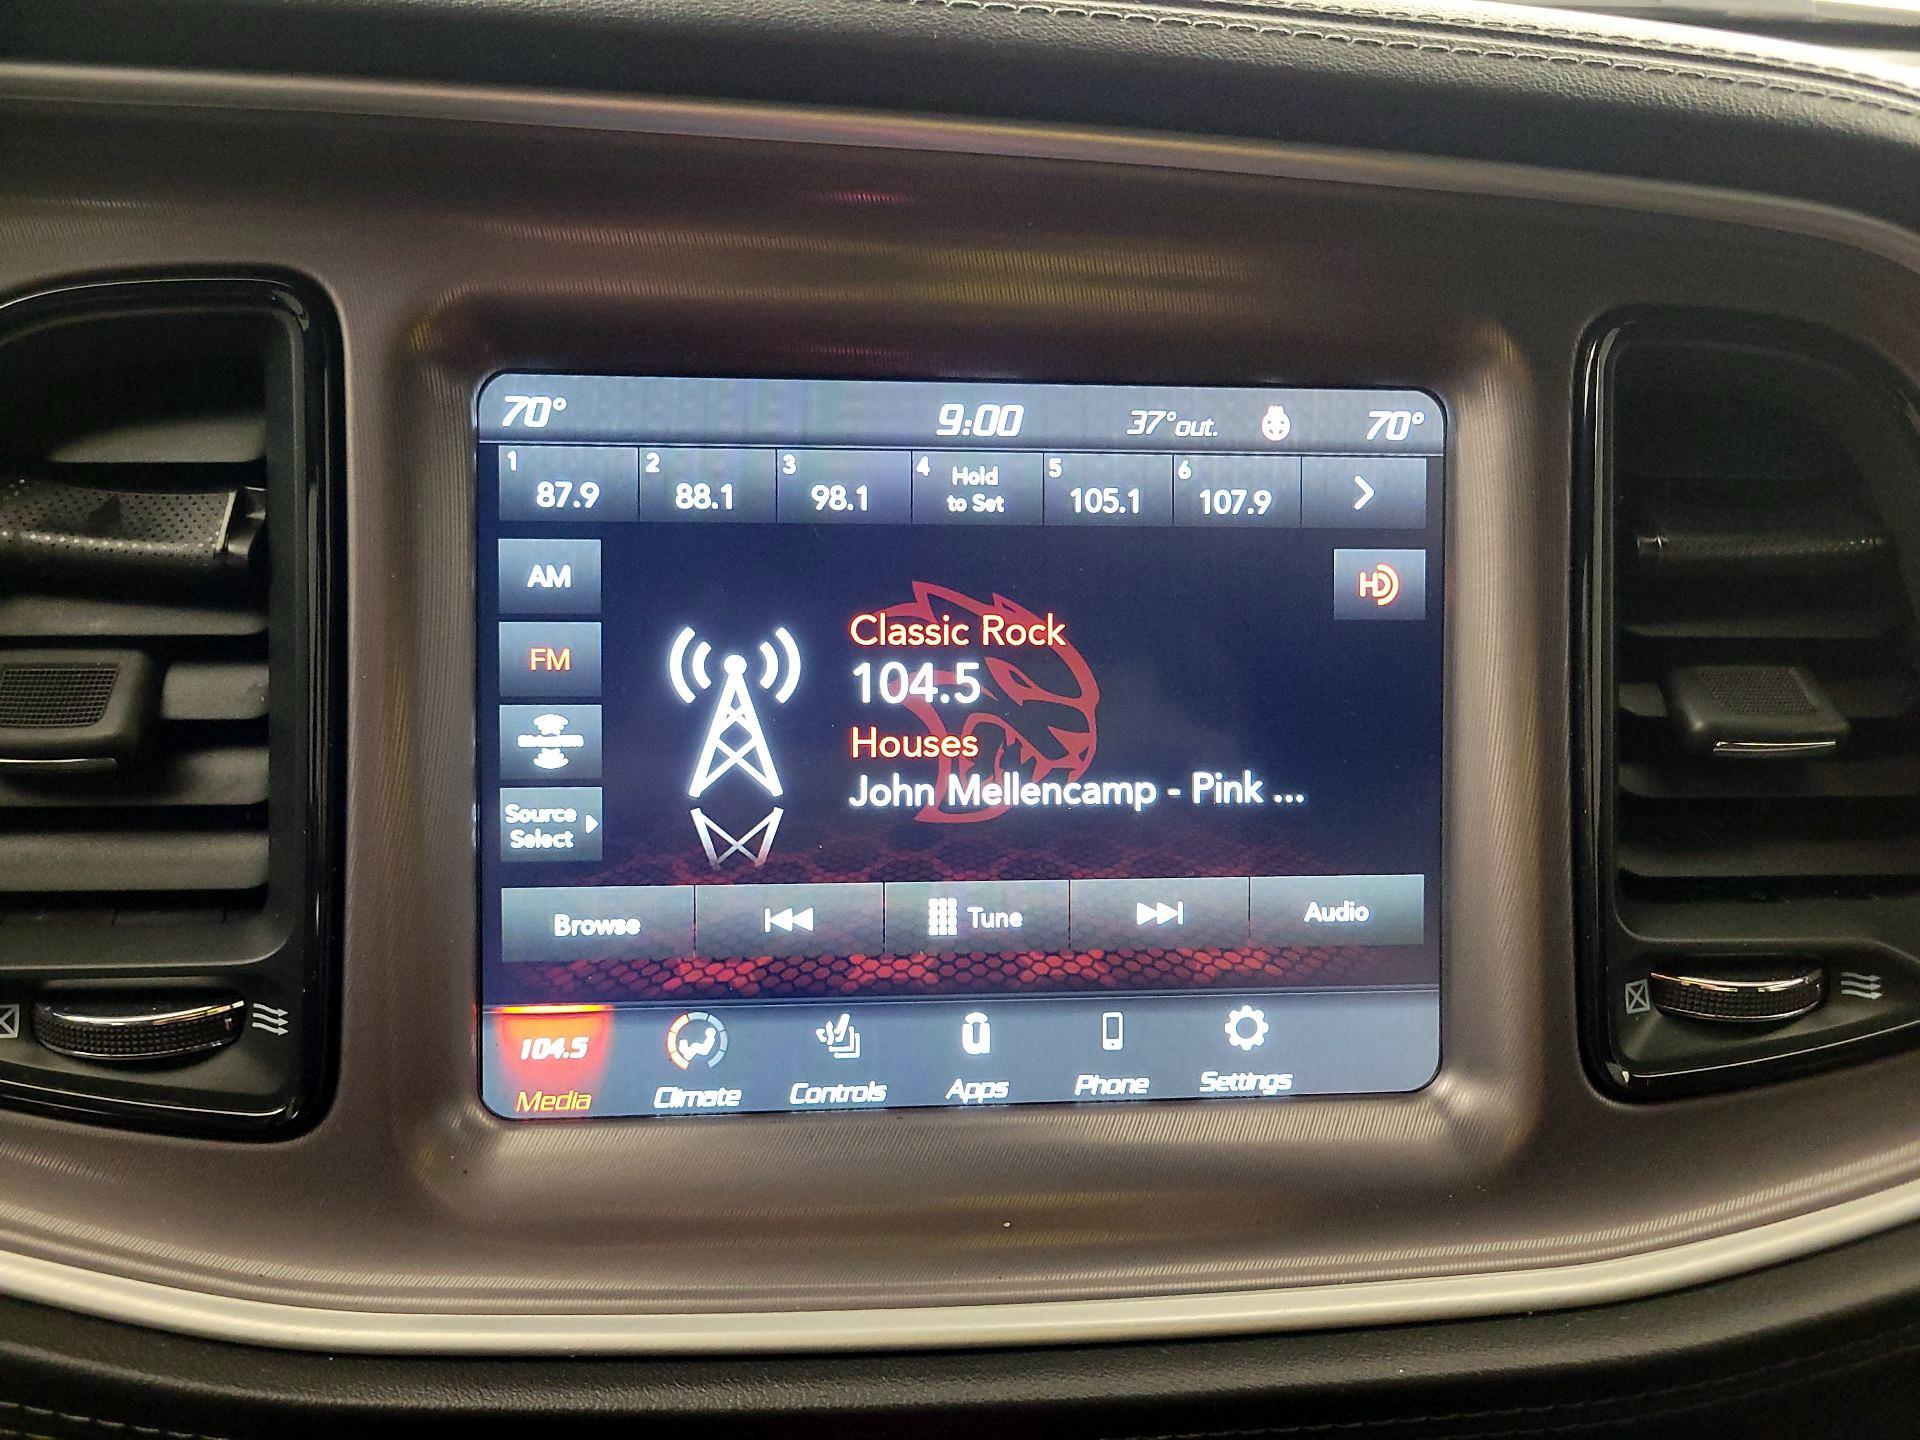 70° 9:00 37° out. 70°
1 87.9 2 88.1 3 98.1 4 Hold to Set 5 105.1 6 107.9
AM
HD
Classic Rock
FM
104.5
Houses
John Mellencamp - Pink ...
Source
Select
Browse Tune Audio
104.5
Media Climate Controls Apps Phone Settings